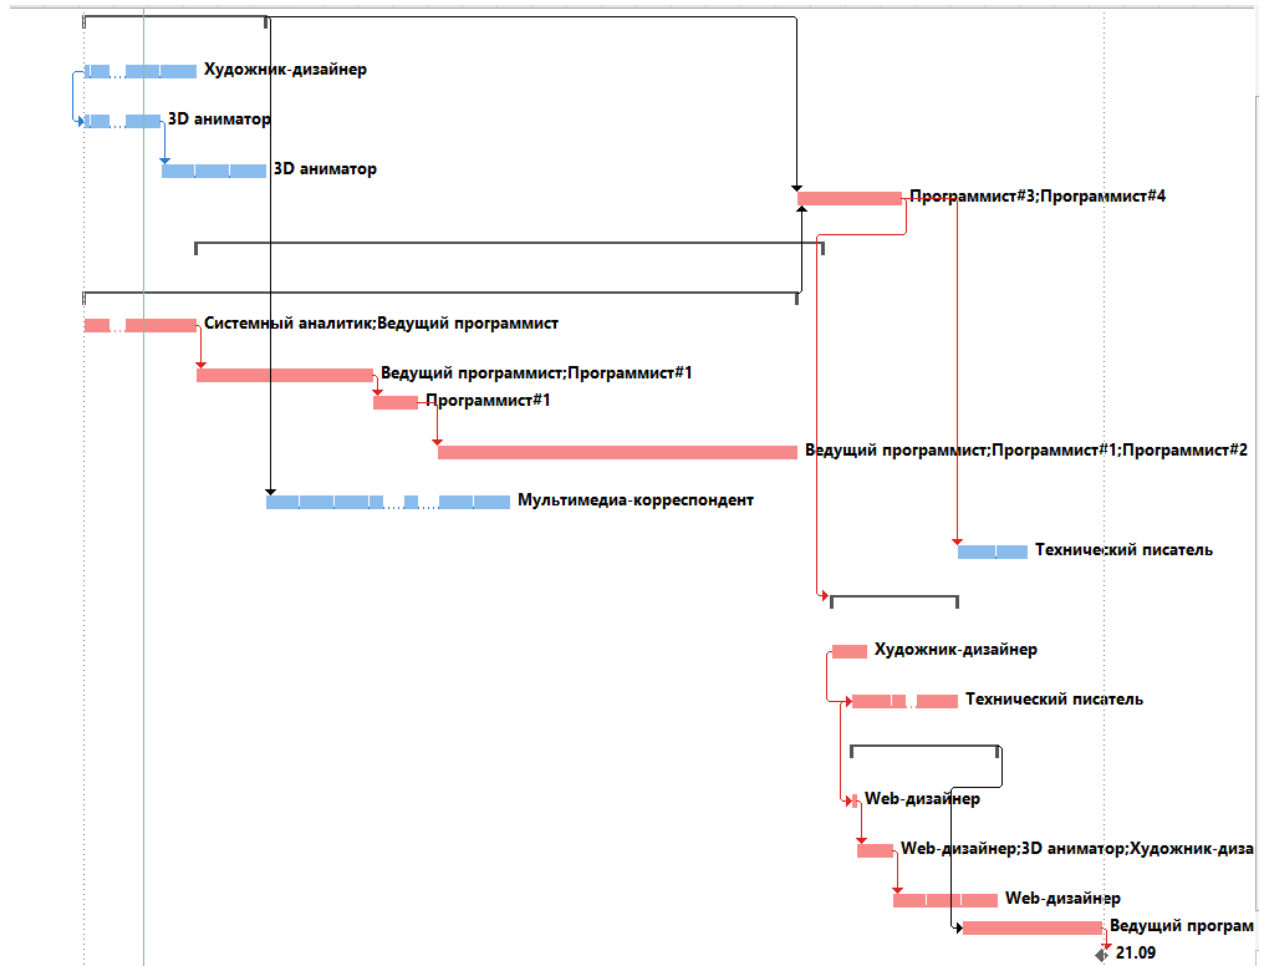 Художник-дизайнер
3D аниматор
3D аниматор
Программист#3;Программист#4
Системный аналитик;Ведущий программист
Ведущий программист;Программист#1
Программист#1
Ведущий программист;Программист#1;Программист#2
Мультимедиа-корреспондент
Технический писатель
Художник-дизайнер
Технический писатель
Web-дизайнер
Web-дизайнер;3D аниматор;Художник-диза
Web-дизайнер
Ведущий програм
21.09